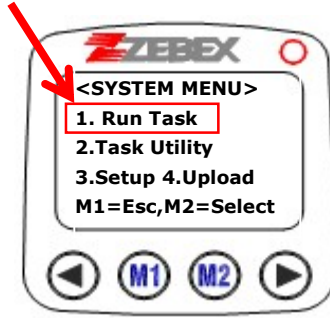 ZEBEX
<SYSTEM MENU>
1. Run Task
2.Task Utility
3.Setup 4.Upload
M1=Esc,M2=Select
M1 M2